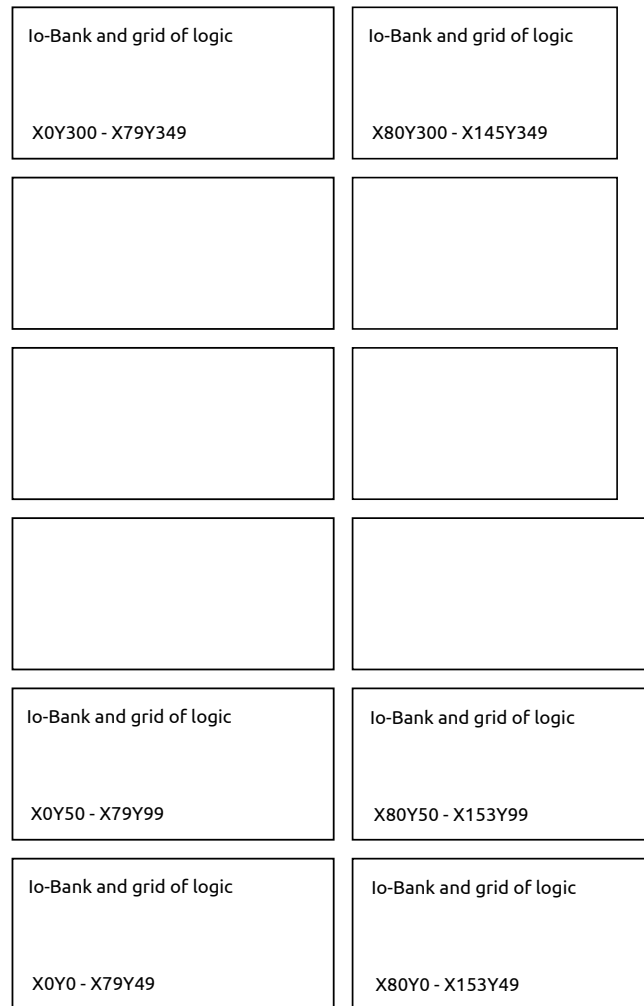 Io-Bank and grid of logic
X0Y300 - X79Y349
Io-Bank and grid of logic
X80Y300 - X145Y349
Io-Bank and grid of logic
X0Y50 - X79Y99
Io-Bank and grid of logic
X80Y50 - X153Y99
Io-Bank and grid of logic
X0Y0 - X79Y49
Io-Bank and grid of logic
X80Y0 - X153Y49